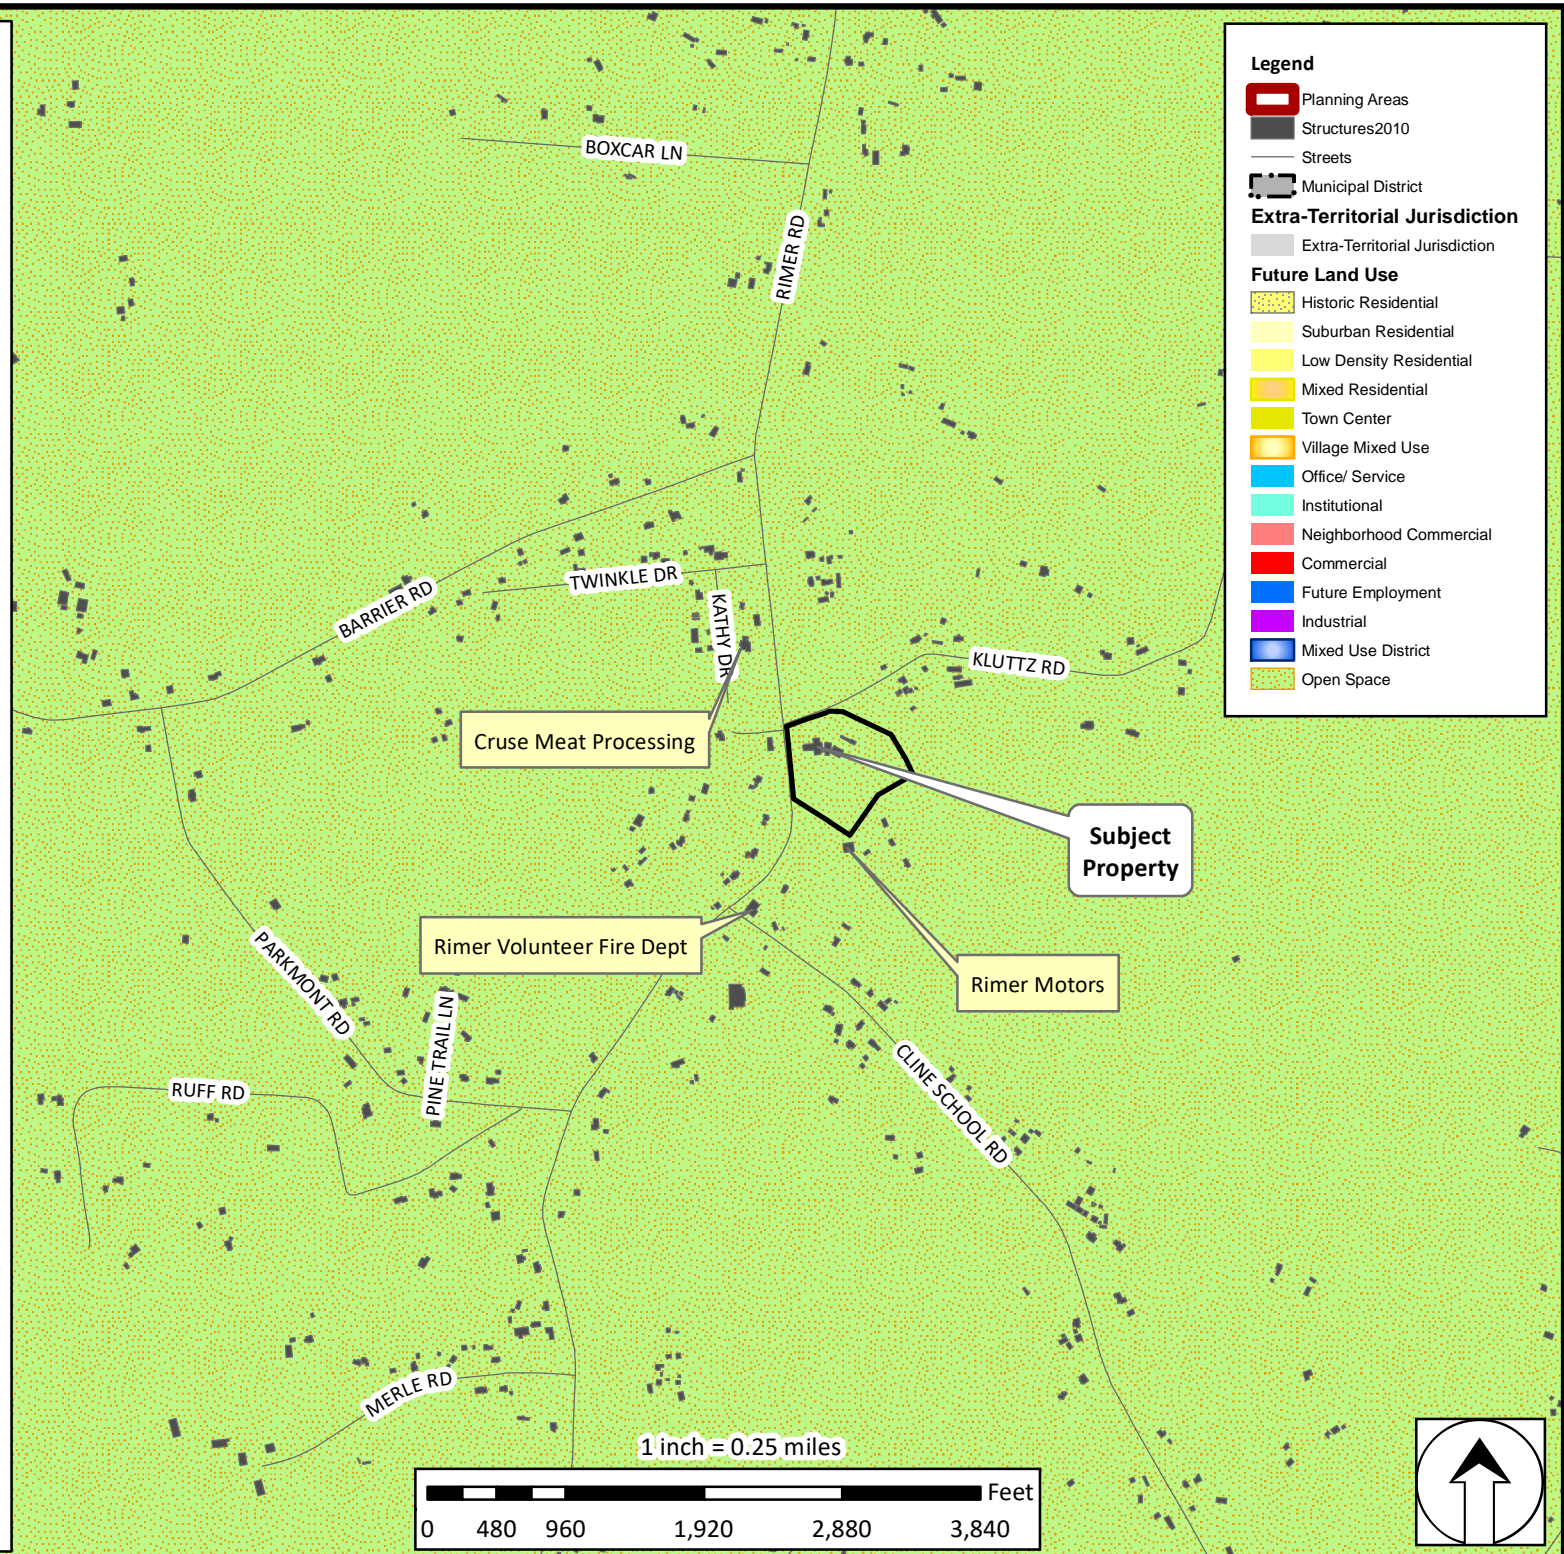 Legend
Planning Areas
Structures2010
Streets
Municipal District
Extra-Territorial Jurisdiction
Extra-Territorial Jurisdiction
Future Land Use
Historic Residential
Suburban Residential
Low Density Residential
Mixed Residential
Town Center
Village Mixed Use
Office/ Service
Institutional
Neighborhood Commercial
Commercial
Future Employment
Industrial
Mixed Use District
Open Space
BOXCAR LN
RIMER RD
TWINKLE DR
BARRIER RD
KATHY DR
KLUTTZ RD
Cruse Meat Processing
Subject
Property
Rimer Volunteer Fire Dept
Rimer Motors
PARKMONT RD
PINE TRAIL LN
RUFF RD
CLINE SCHOOL RD
MERLE RD
1 inch = 0.25 miles
Feet
0 480 960 1,920 2,880 3,840